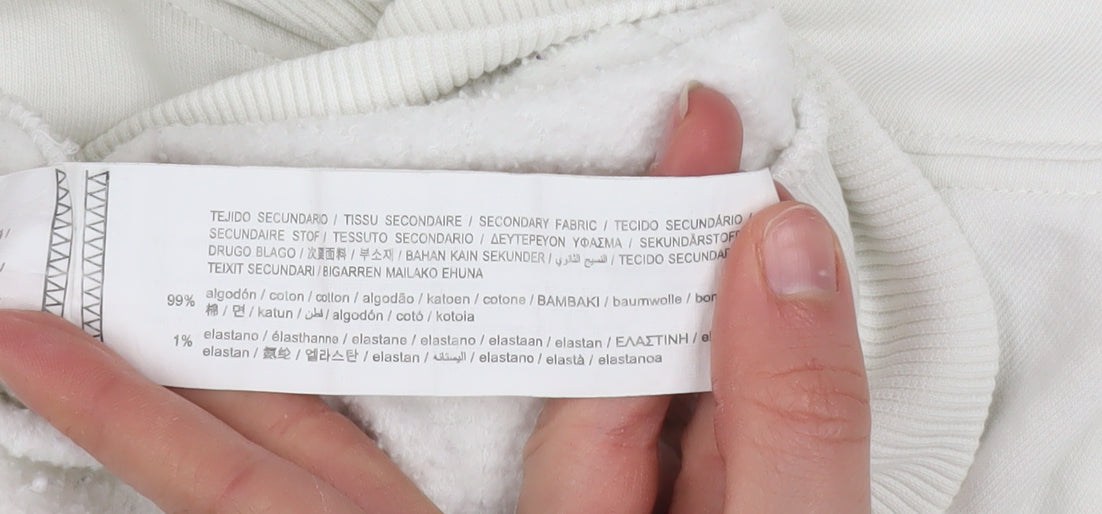 TEJIDO SECUNDARIO / TISSU SECONDAIRE / SECONDARY FABRIC / TECIDO SECUNDÁRIO /
SECUNDAIRE STOF / TESSUTO SECONDARIO / ΔΕΥΤΕΡΕΥΟΝ ΥΦΑΣΜΑ / SEKUNDÄRSTOFF
DRUGO BLAGO / 次要面料 / 부소재 / BAHAN KAIN SEKUNDER / النسيج الثانوي / TECIDO
TEIXIT SECUNDARI / BIGARREN MAILAKO EHUNA
99% algodón / coton / cotton / algodão / katoen / cotone / BAMBAKI / baumwolle /
棉 / 면 / katun / قطن / algodón / cotó / kotoia
1% elastano / élasthanne / elastane / elastano / elastaan / elastan / ΕΛΑΣΤΙΝΗ /
elastan / 氨纶 / 엘라스탄 / elastan / اليستانه / elastano / elastà / elastanoa